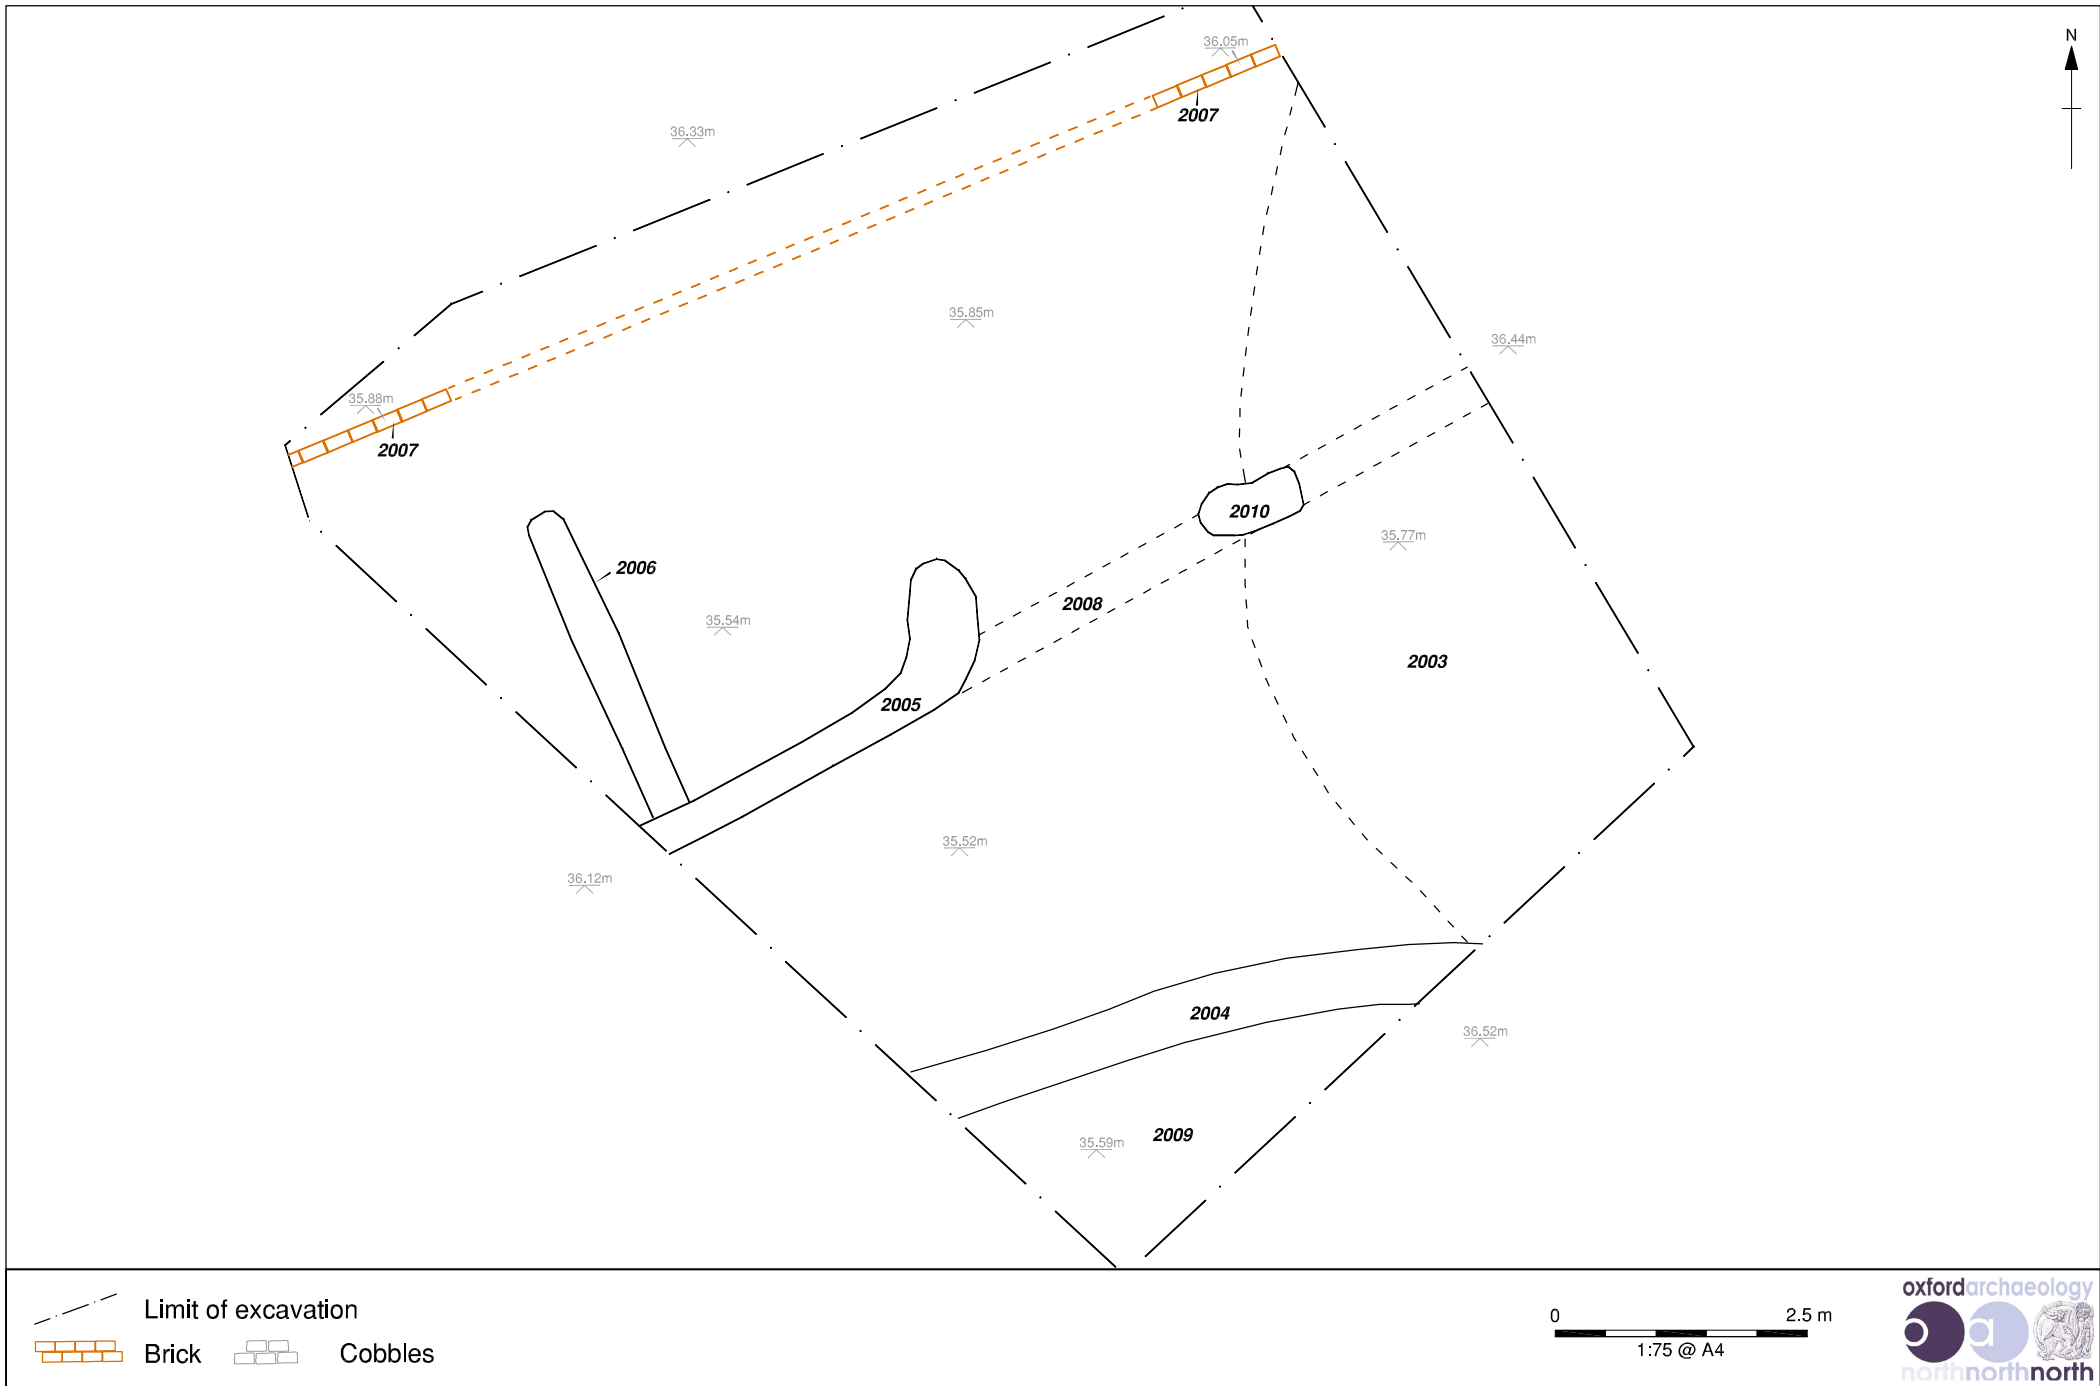 N
36.05m
2007
36.33m
35.85m
36.44m
35.88m
2007
2010
35.77m
2006
2008
35.54m
2003
2005
35.52m
36.12m
2004
36.52m
2009
35.59m
Limit of excavation
Brick
Cobbles
0 2.5 m
1:75 @ A4
oxfordarchaeology
o a
northnorthnorth